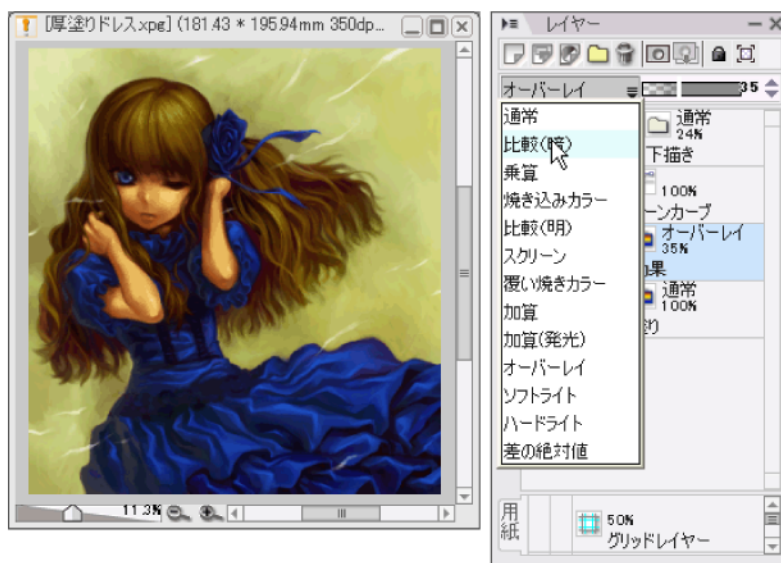 [厚塗りドレス.xpg] (181.43 * 195.94mm 350dp...
11.3%
レイヤー
オーバーレイ
35
通常
比較(暗)
乗算
焼き込みカラー
比較(明)
スクリーン
覆い焼きカラー
加算
加算(発光)
オーバーレイ
ソフトライト
ハードライト
差の絶対値
通常
24%
下描き
100%
ーンカーブ
オーバーレイ
35%
果
通常
100%
用紙
50%
グリッドレイヤー